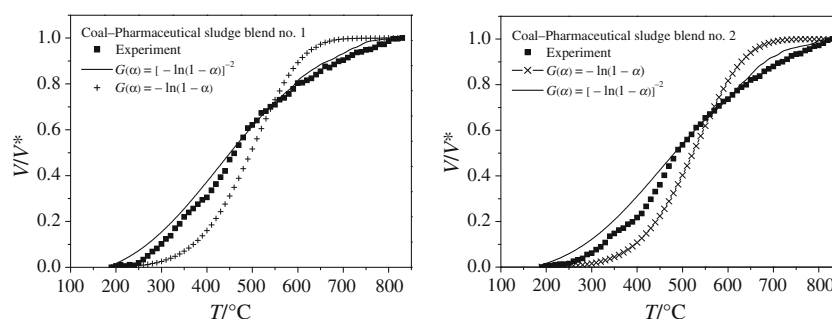 Coal–Pharmaceutical sludge blend no. 1
Experiment
G(α) = [ − ln(1 − α)]⁻²
G(α) = − ln(1 − α)
V/V*
1.0
0.8
0.6
0.4
0.2
0.0
100 200 300 400 500 600 700 800
T/°C
Coal–Pharmaceutical sludge blend no. 2
Experiment
G(α) = − ln(1 − α)
G(α) = [ − ln(1 − α)]⁻²
V/V*
1.0
0.8
0.6
0.4
0.2
0.0
100 200 300 400 500 600 700 800
T/°C